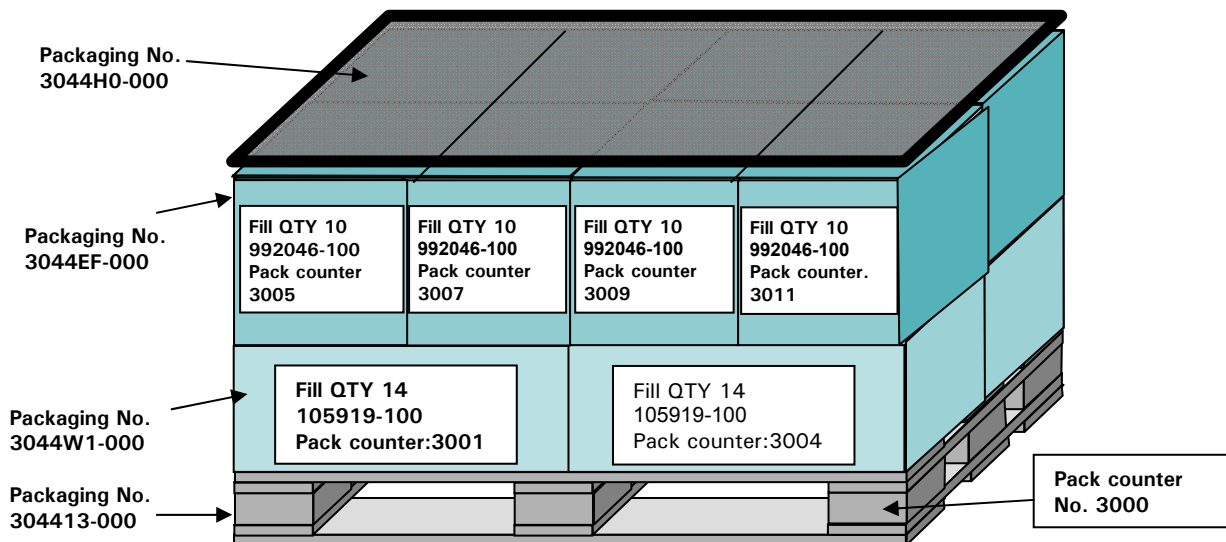 Packaging No.
3044H0-000
Packaging No.
3044EF-000
Fill QTY 10
992046-100
Pack counter
3005
Fill QTY 10
992046-100
Pack counter
3007
Fill QTY 10
992046-100
Pack counter
3009
Fill QTY 10
992046-100
Pack counter.
3011
Packaging No.
3044W1-000
Fill QTY 14
105919-100
Pack counter:3001
Fill QTY 14
105919-100
Pack counter:3004
Packaging No.
304413-000
Pack counter
No. 3000